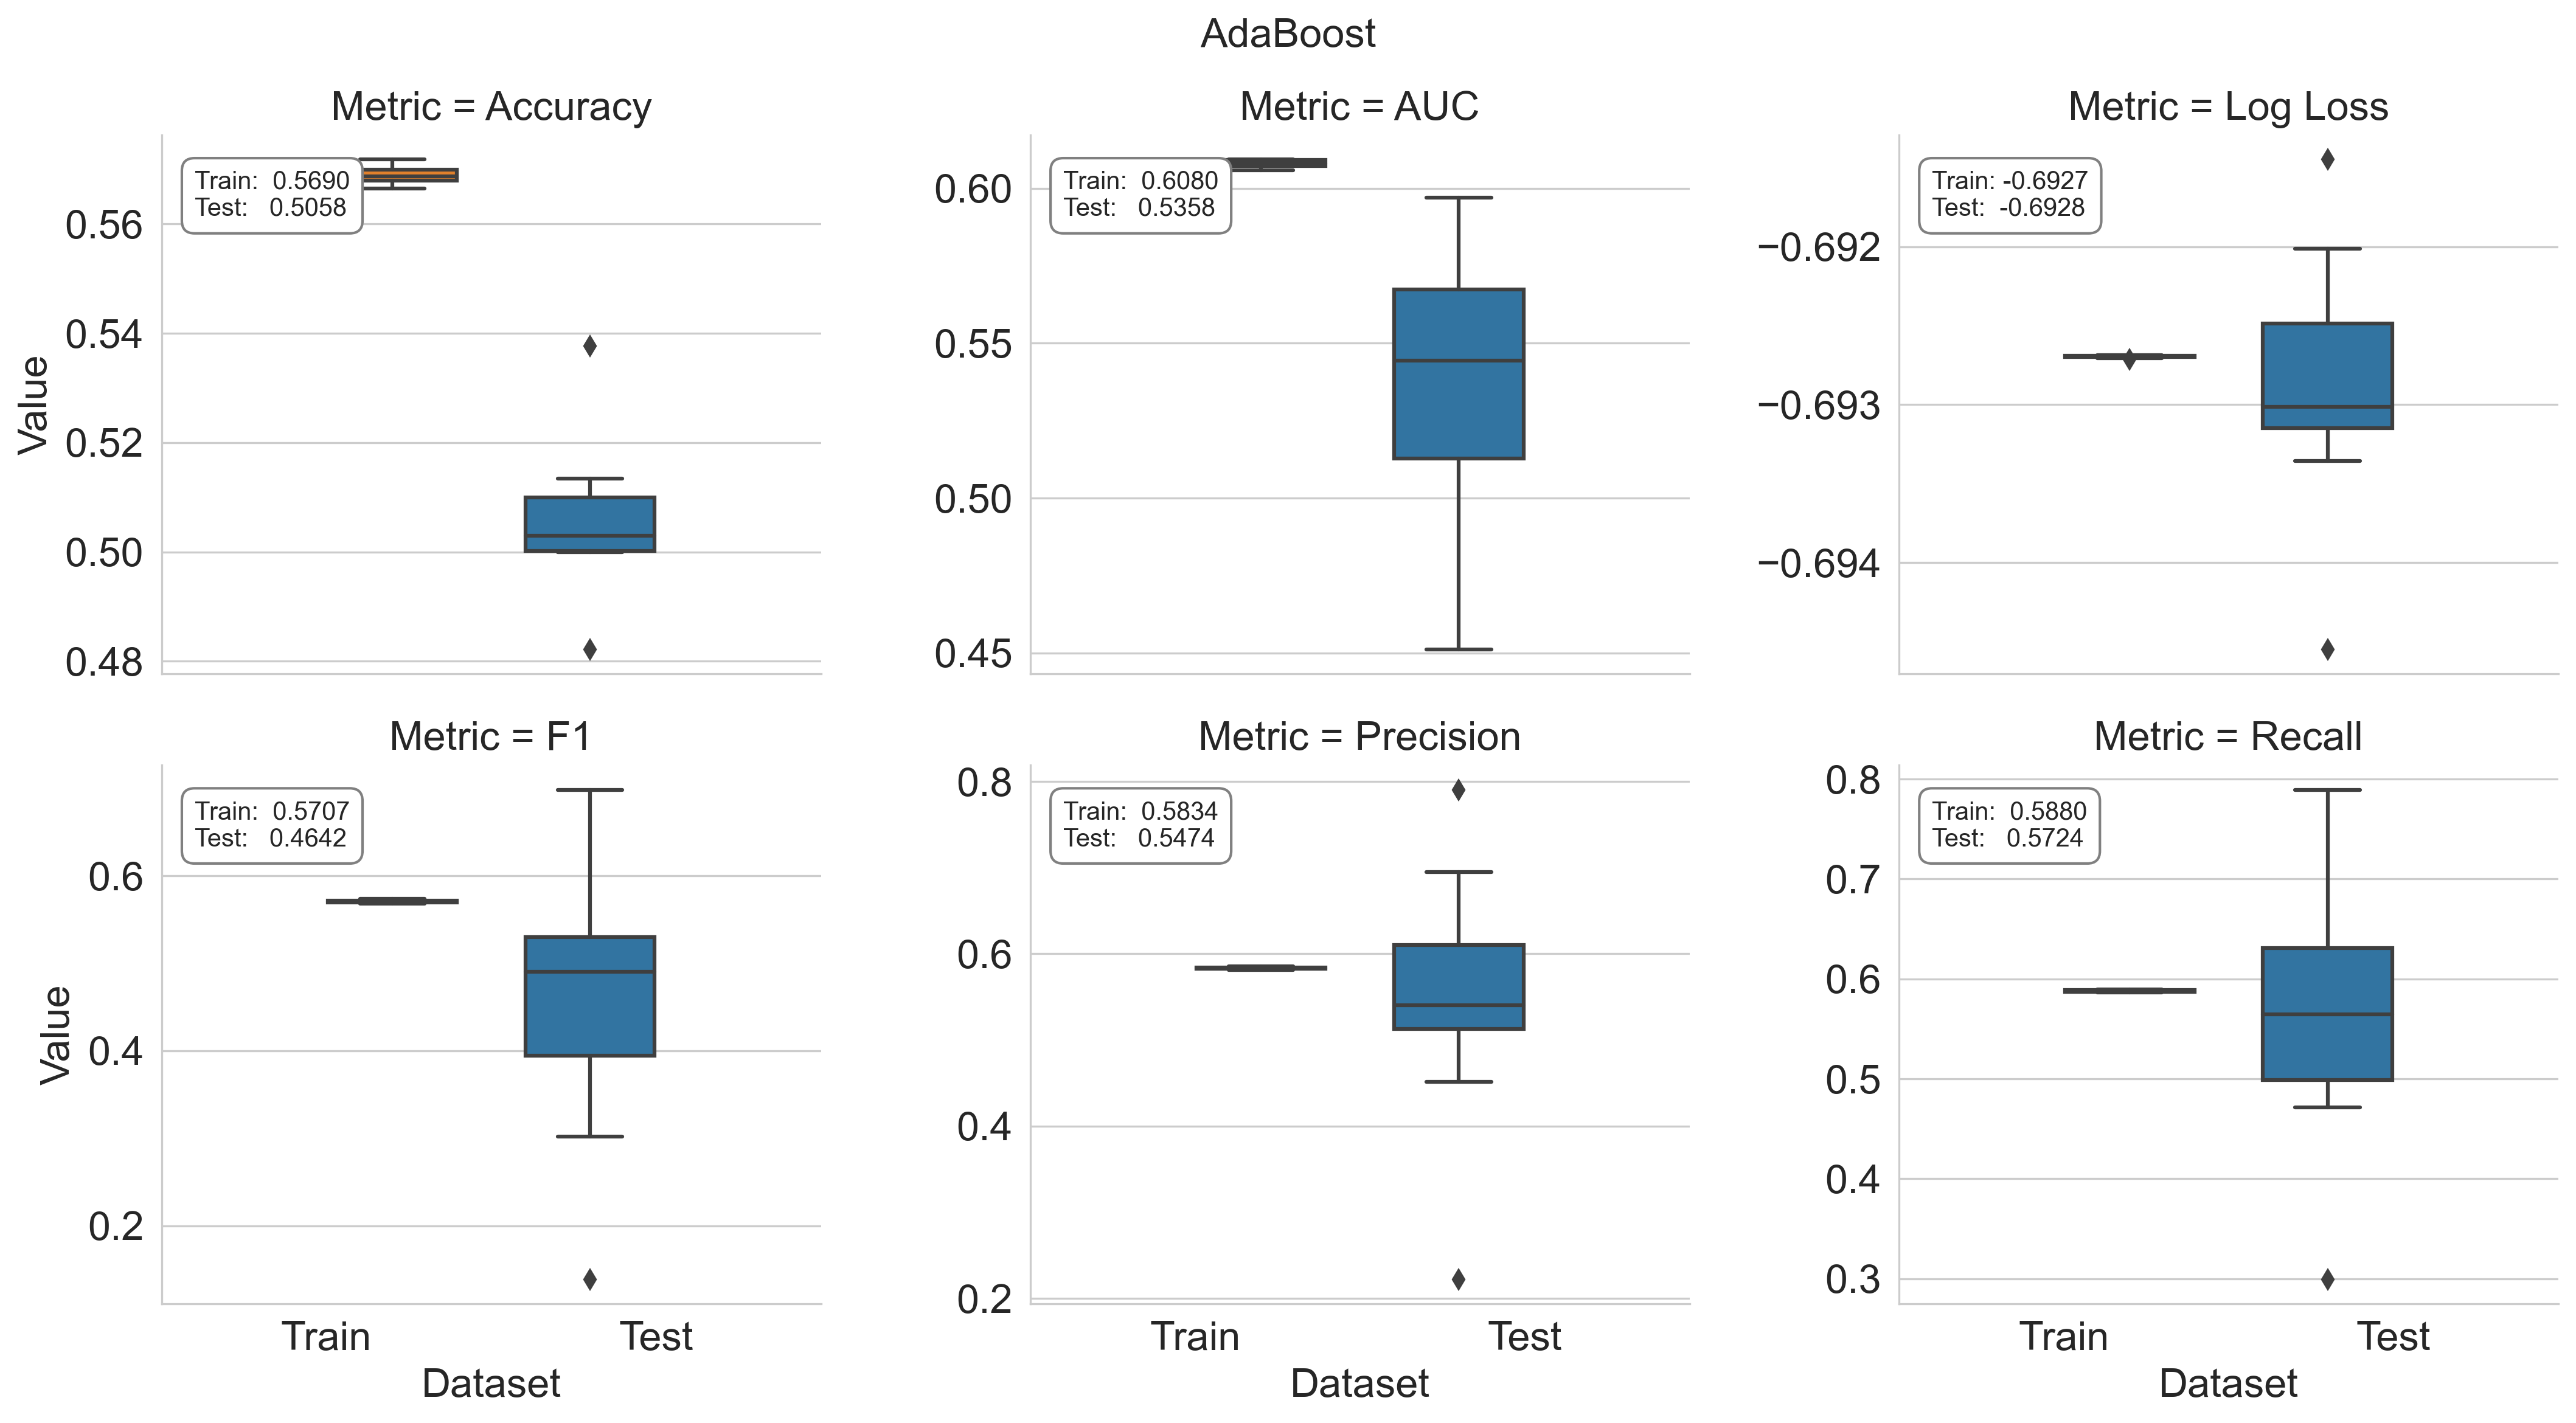 AdaBoost
Metric = Accuracy
Train: 0.5690
Test: 0.5058
0.56
0.54
0.52
0.50
0.48
Value
Metric = AUC
Train: 0.6080
Test: 0.5358
0.60
0.55
0.50
0.45
Metric = Log Loss
Train: -0.6927
Test: -0.6928
−0.692
−0.693
−0.694
Metric = F1
Train: 0.5707
Test: 0.4642
0.6
0.4
0.2
Value
Train Test
Dataset
Metric = Precision
Train: 0.5834
Test: 0.5474
0.8
0.6
0.4
0.2
Train Test
Dataset
Metric = Recall
Train: 0.5880
Test: 0.5724
0.8
0.7
0.6
0.5
0.4
0.3
Train Test
Dataset